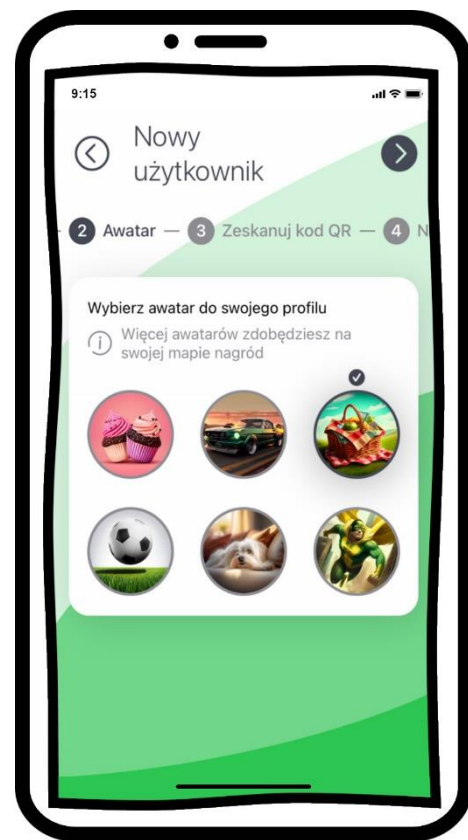 9:15
Nowy
użytkownik
2 Awatar — 3 Zeskanuj kod QR — 4 N
Wybierz awatar do swojego profilu
Więcej awatarów zdobędziesz na
swojej mapie nagród